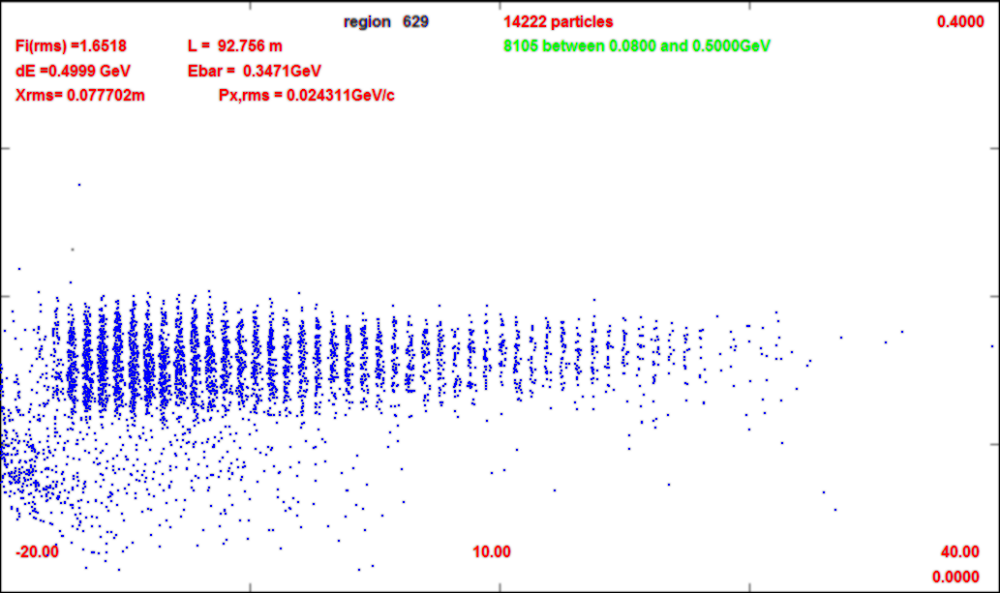 region 629 14222 particles 0.4000
Fi(rms) =1.6518 L = 92.756 m 8105 between 0.0800 and 0.5000GeV
dE =0.4999 GeV Ebar = 0.3471GeV
Xrms= 0.077702m Px,rms = 0.024311GeV/c
-20.00 10.00 40.00
0.0000